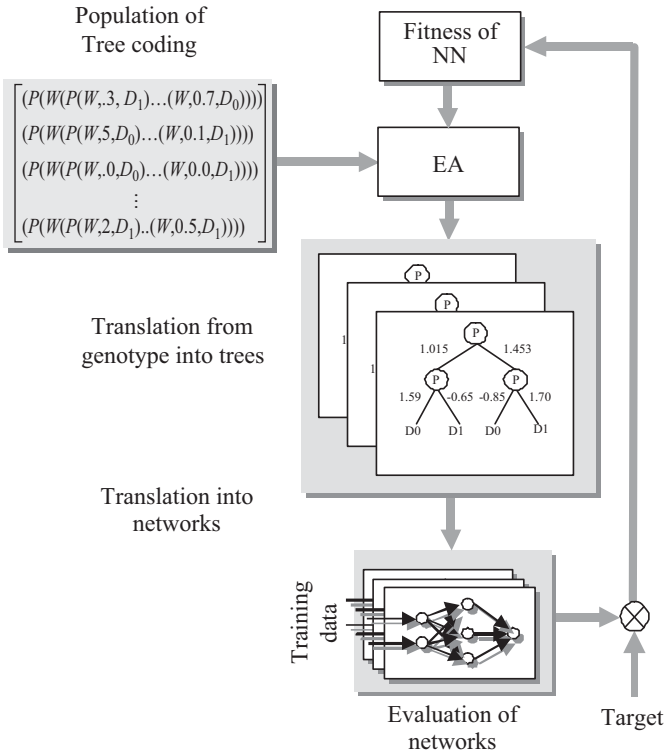 Population of
Tree coding
Fitness of
NN
(P(W(P(W,.3, D1)…(W,0.7,D0))))
(P(W(P(W,5,D0)…(W,0.1,D1))))
(P(W(P(W,.0,D0)…(W,0.0,D1))))
⋮
(P(W(P(W,2,D1)..(W,0.5,D1))))
EA
Translation from
genotype into trees
P
P
1
1
P
1.015
1.453
P
P
1.59
-0.65
-0.85
1.70
D0
D1
D0
D1
Translation into
networks
Training
data
Evaluation of
networks
Target